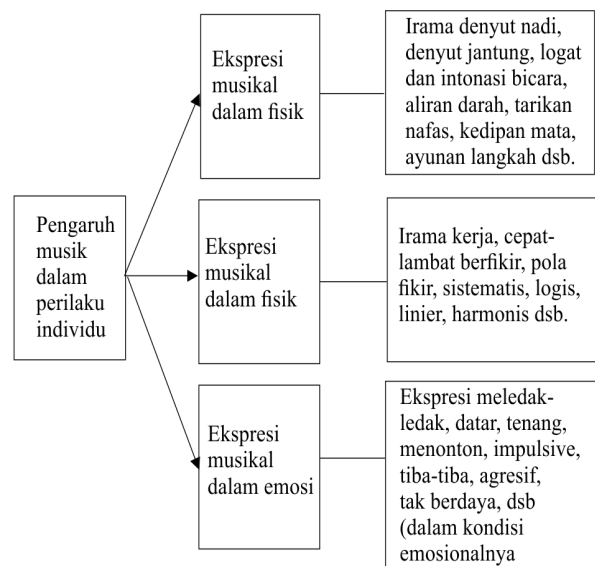 Pengaruh
musik
dalam
perilaku
individu
Ekspresi
musikal
dalam fisik
Irama denyut nadi,
denyut jantung, logat
dan intonasi bicara,
aliran darah, tarikan
nafas, kedipan mata,
ayunan langkah dsb.
Ekspresi
musikal
dalam fisik
Irama kerja, cepat-
lambat berfikir, pola
fikir, sistematis, logis,
linier, harmonis dsb.
Ekspresi
musikal
dalam emosi
Ekspresi meledak-
ledak, datar, tenang,
menonton, impulsive,
tiba-tiba, agresif,
tak berdaya, dsb
(dalam kondisi
emosionalnya